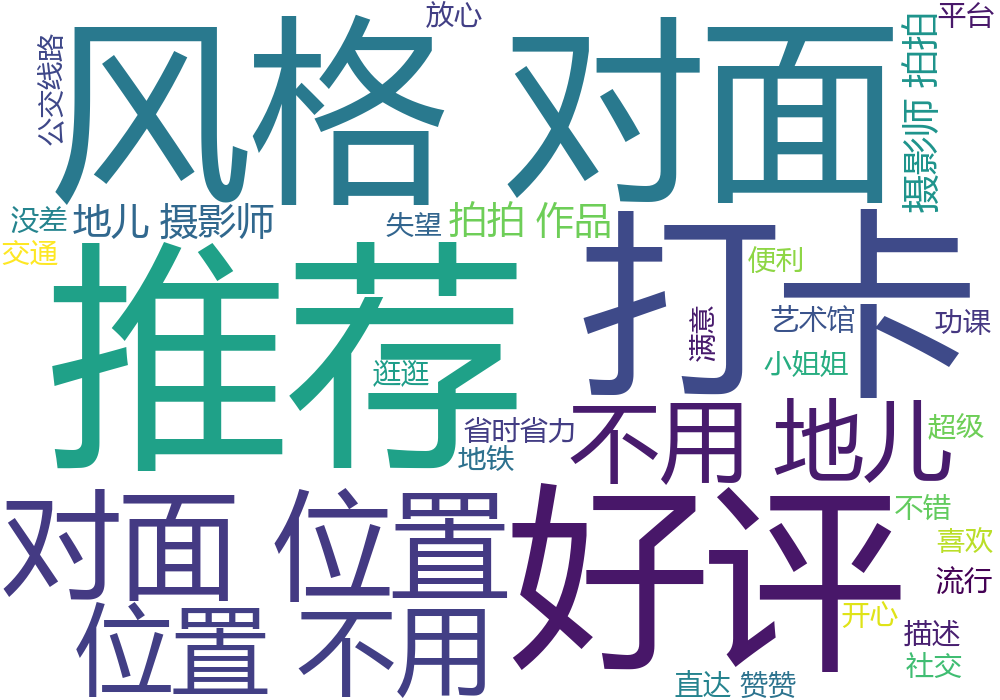 放心
平台
风格 对面
公交线路
摄影师 拍拍
没差
地儿 摄影师
失望
拍拍 作品
交通
推荐
打卡
便利
满意
艺术馆
功课
小姐姐
逛逛
不用 地儿
超级
省时省力
地铁
对面 位置
好评
不错
喜欢
流行
开心
位置 不用
描述
社交
直达
赞赞